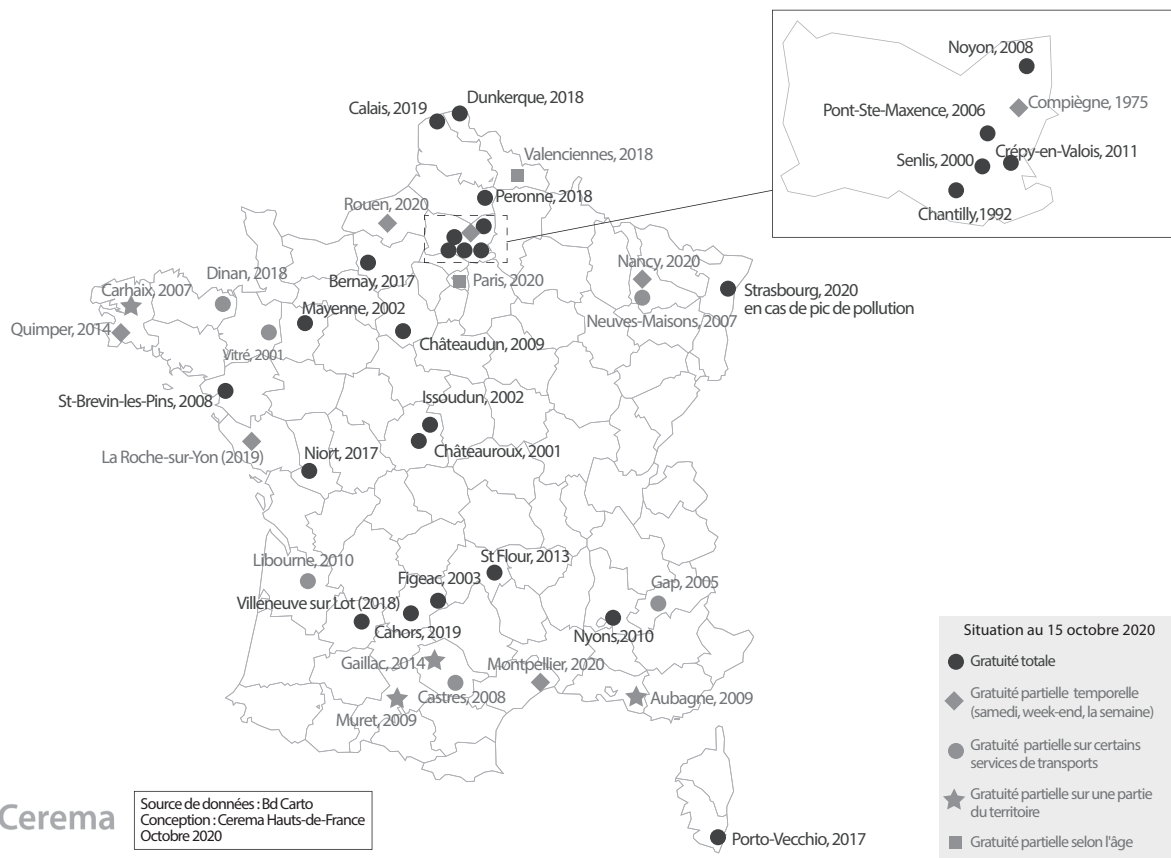 Noyon, 2008
Compiègne, 1975
Pont-Ste-Maxence, 2006
Crépy-en-Valois, 2011
Senlis, 2000
Chantilly,1992
Dunkerque, 2018
Calais, 2019
Valenciennes, 2018
Peronne, 2018
Rouen, 2020
Dinan, 2018
Bernay, 2017
Paris, 2020
Nancy, 2020
Strasbourg, 2020
en cas de pic de pollution
Carhaix, 2007
Mayenne, 2002
Neuves-Maisons, 2007
Quimper, 2014
Vitré, 2001
Châteaudun, 2009
St-Brevin-les-Pins, 2008
Issoudun, 2002
La Roche-sur-Yon (2019)
Niort, 2017
Châteauroux, 2001
Libourne, 2010
St Flour, 2013
Figeac, 2003
Gap, 2005
Villeneuve sur Lot (2018)
Cahors, 2019
Nyons,2010
Gaillac, 2014
Montpellier, 2020
Castres, 2008
Aubagne, 2009
Muret, 2009
Porto-Vecchio, 2017
Situation au 15 octobre 2020
Gratuité totale
Gratuité partielle temporelle
(samedi, week-end, la semaine)
Gratuité partielle sur certains
services de transports
Gratuité partielle sur une partie
du territoire
Gratuité partielle selon l'âge
Cerema
Source de données : Bd Carto
Conception : Cerema Hauts-de-France
Octobre 2020